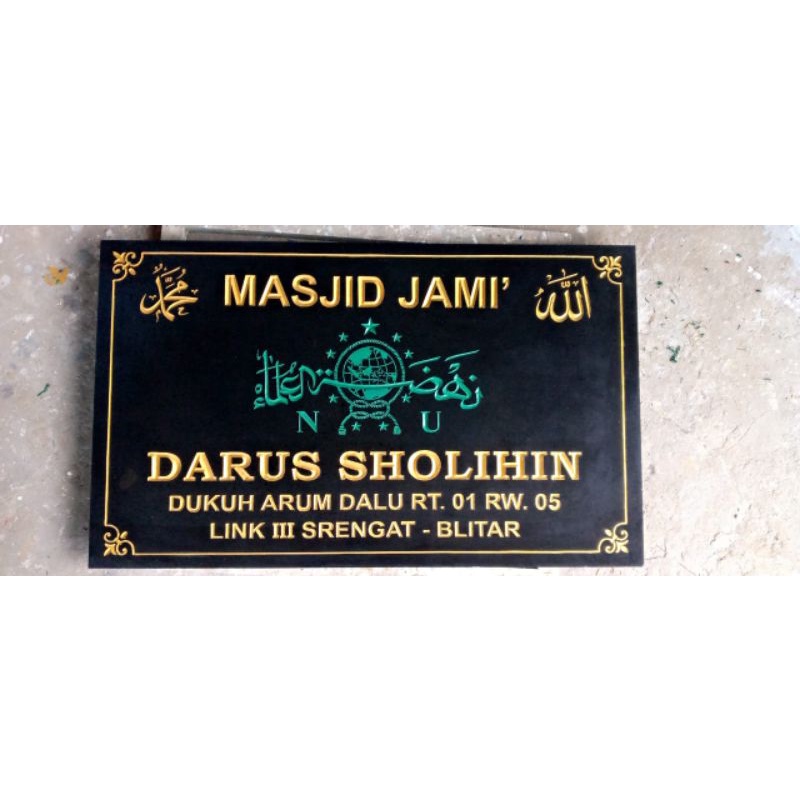 محمد MASJID JAMI’ الله
نهضة العلماء
N U
DARUS SHOLIHIN
DUKUH ARUM DALU RT. 01 RW. 05
LINK III SRENGAT - BLITAR